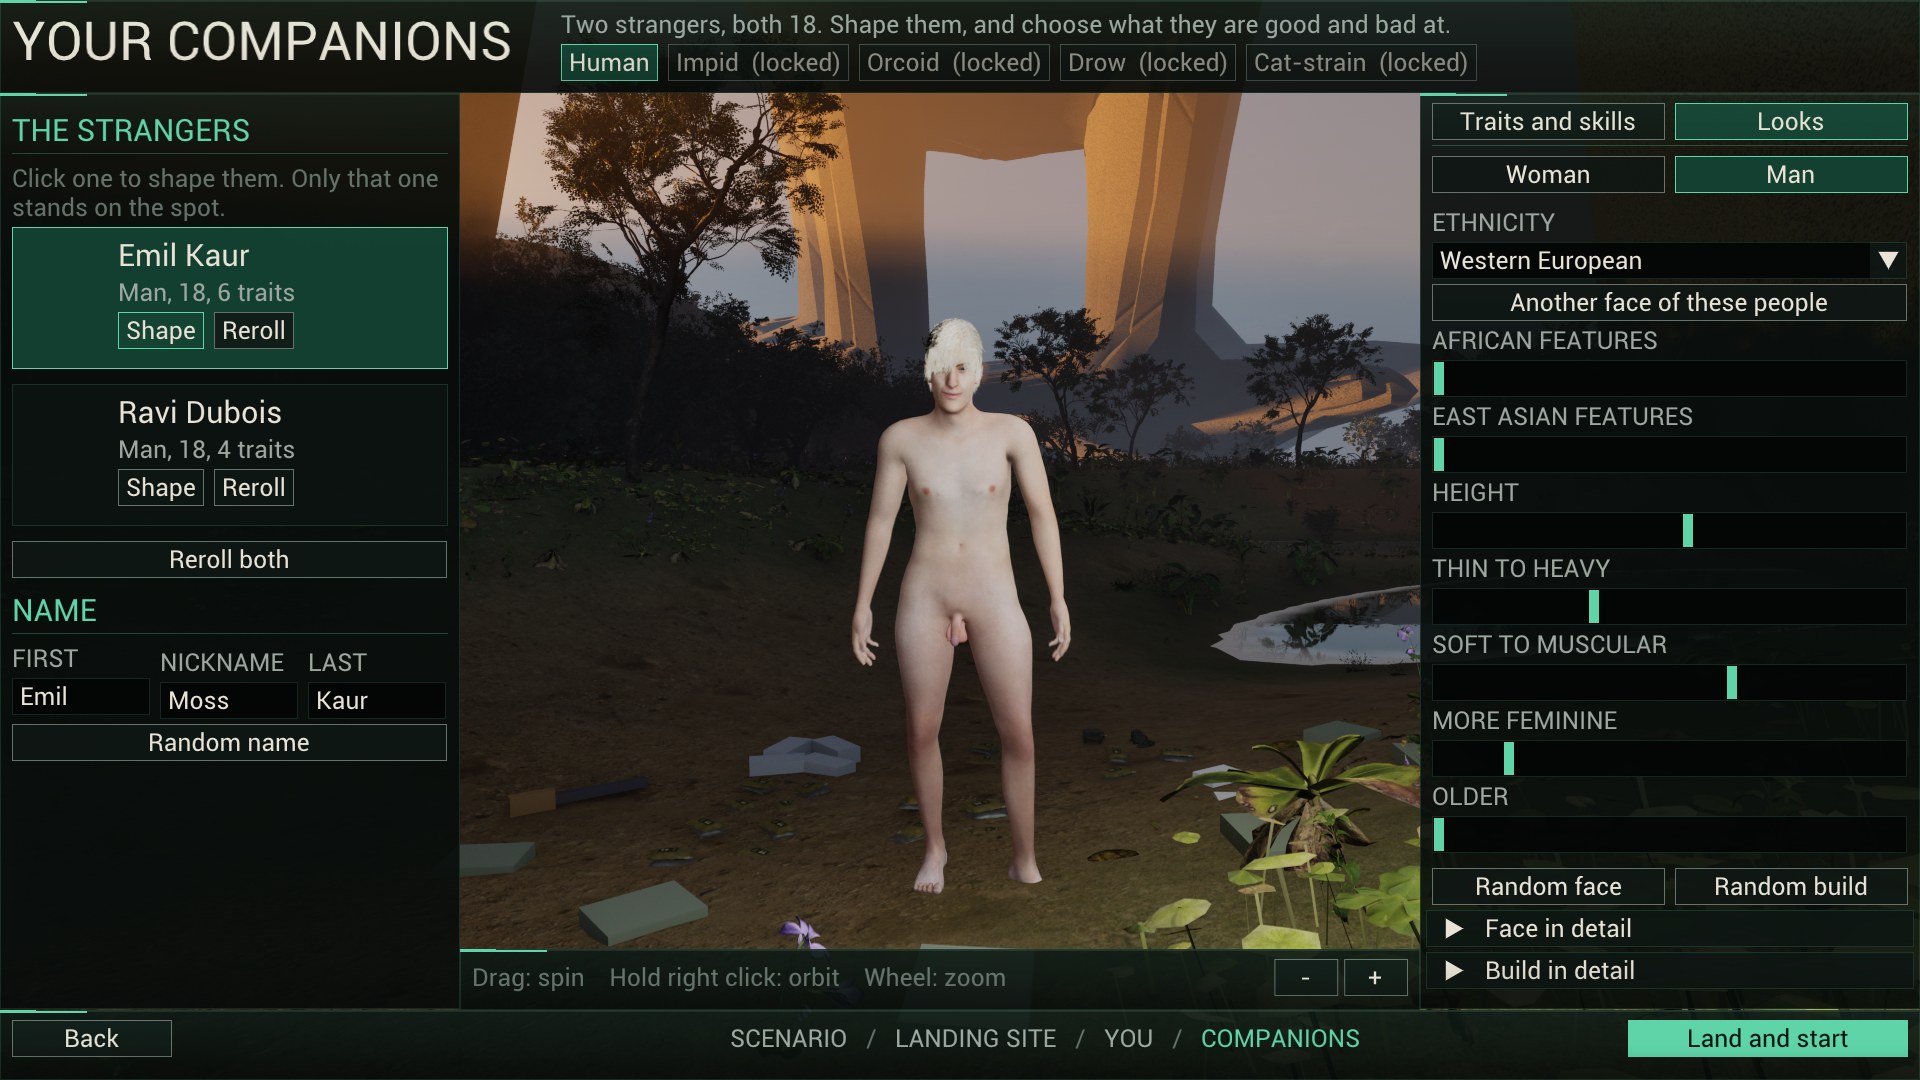 YOUR COMPANIONS
Two strangers, both 18. Shape them, and choose what they are good and bad at.
Human
Impid (locked)
Orcoid (locked)
Drow (locked)
Cat-strain (locked)
THE STRANGERS
Click one to shape them. Only that one
stands on the spot.
Emil Kaur
Man, 18, 6 traits
Shape
Reroll
Ravi Dubois
Man, 18, 4 traits
Shape
Reroll
Reroll both
NAME
FIRST
NICKNAME
LAST
Emil
Moss
Kaur
Random name
Traits and skills
Looks
Woman
Man
ETHNICITY
Western European
Another face of these people
AFRICAN FEATURES
EAST ASIAN FEATURES
HEIGHT
THIN TO HEAVY
SOFT TO MUSCULAR
MORE FEMININE
OLDER
Random face
Random build
Face in detail
Build in detail
Drag: spin Hold right click: orbit Wheel: zoom
-
+
Back
SCENARIO / LANDING SITE / YOU / COMPANIONS
Land and start